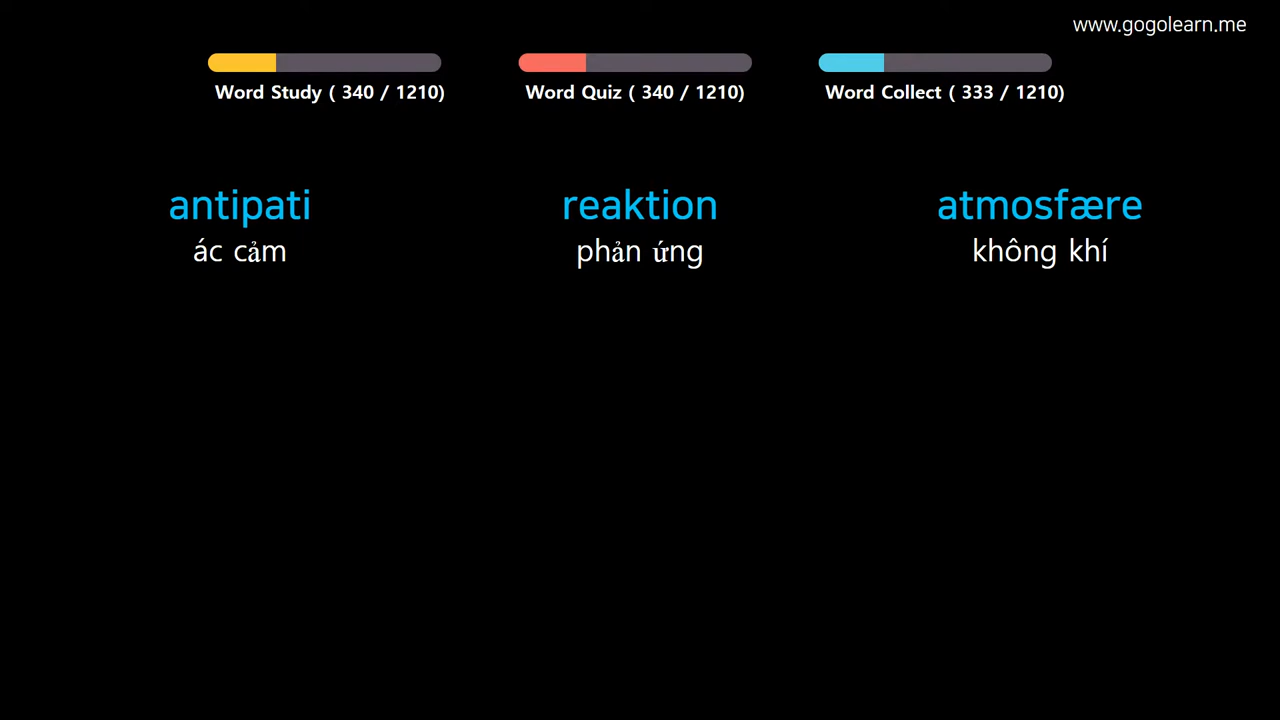 www.gogolearn.me
Word Study ( 340 / 1210)
Word Quiz ( 340 / 1210)
Word Collect ( 333 / 1210)
antipati
ác cảm
reaktion
phản ứng
atmosfære
không khí